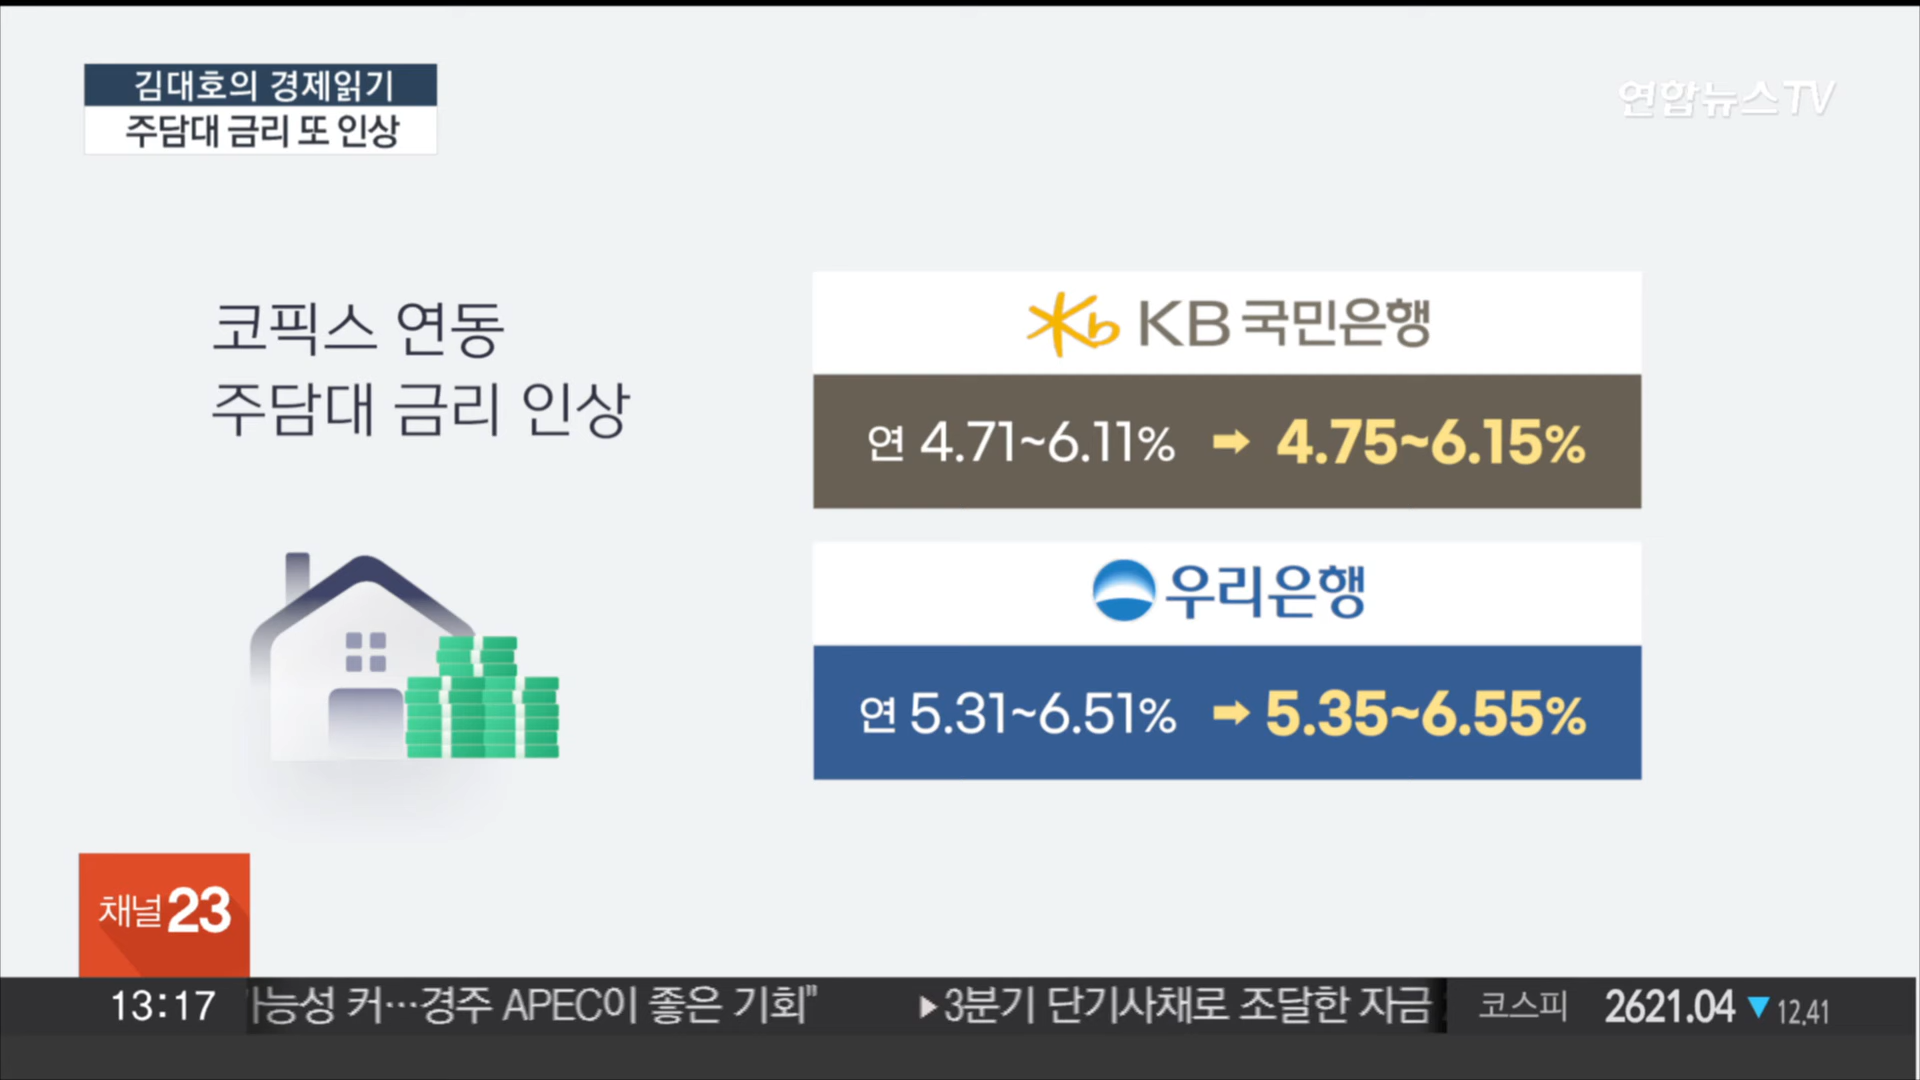 김대호의 경제읽기
주담대 금리 또 인상
연합뉴스TV
코픽스 연동
주담대 금리 인상
KB 국민은행
연 4.71~6.11% ➡ 4.75~6.15%
우리은행
연 5.31~6.51% ➡ 5.35~6.55%
채널 23
13:17 능성 커…경주 APEC이 좋은 기회" ▶3분기 단기사채로 조달한 자금 코스피 2621.04 ▼ 12.41